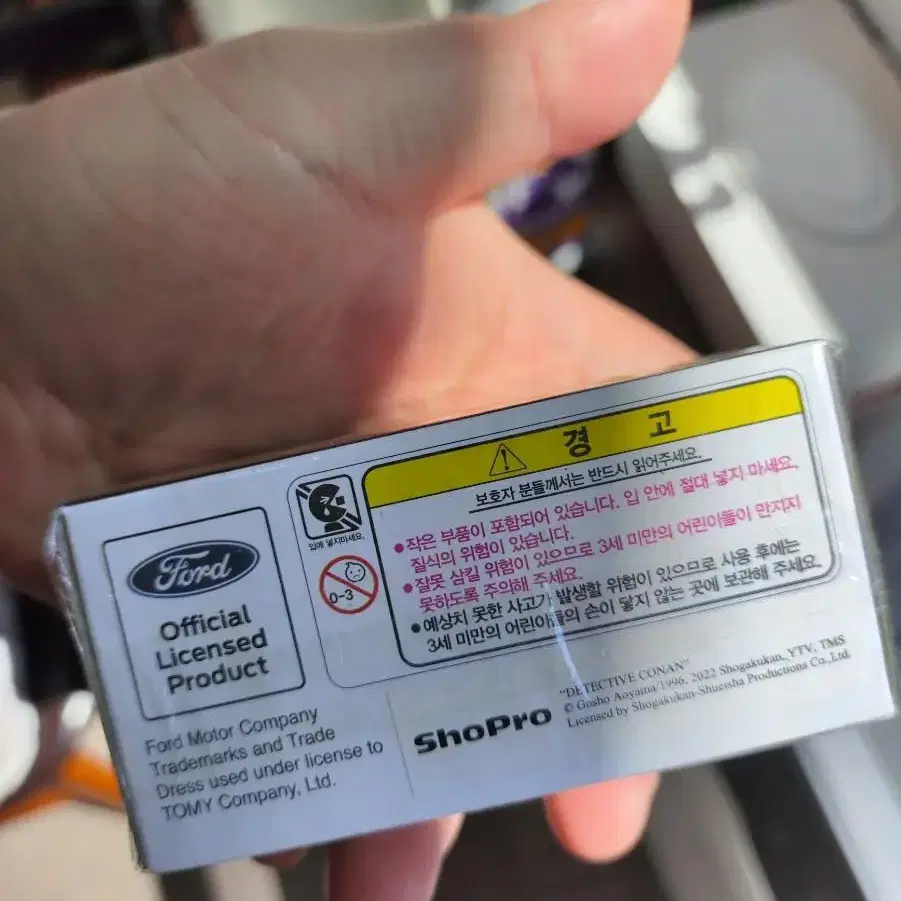 Ford
Official
Licensed
Product
Ford Motor Company
Trademarks and Trade
Dress used under license to
TOMY Company, Ltd.
입에 넣지마세요.
0-3
경 고
보호자 분들께서는 반드시 읽어주세요.
●작은 부품이 포함되어 있습니다. 입 안에 절대 넣지 마세요.
질식의 위험이 있습니다.
●잘못 삼킬 위험이 있으므로 3세 미만의 어린이들이 만지지
못하도록 주의해 주세요.
●예상치 못한 사고가 발생할 위험이 있으므로 사용 후에는
3세 미만의 어린아들의 손이 닿지 않는 곳에 보관해 주세요.
ShoPro
"DETECTIVE CONAN"
© Gosho Aoyama/1996, 2022 Shogakukan, YTV, TMS
Licensed by Shogakukan-Shueisha Productions Co.,Ltd.